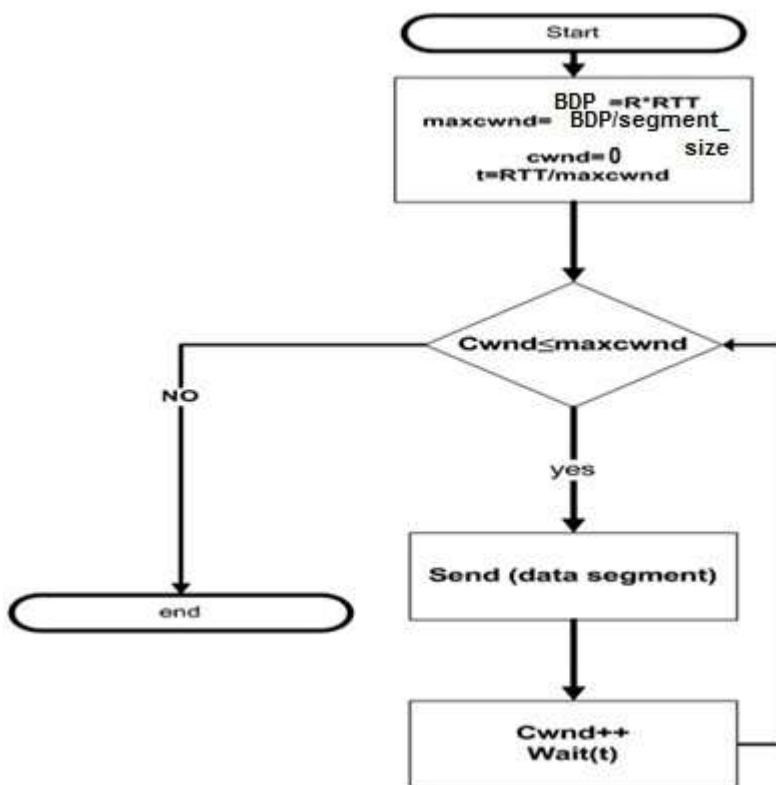 Start
BDP =R*RTT
maxcwnd= BDP/segment_
size
cwnd=0
t=RTT/maxcwnd
Cwnd≤maxcwnd
NO
yes
Send (data segment)
end
Cwnd++
Wait(t)